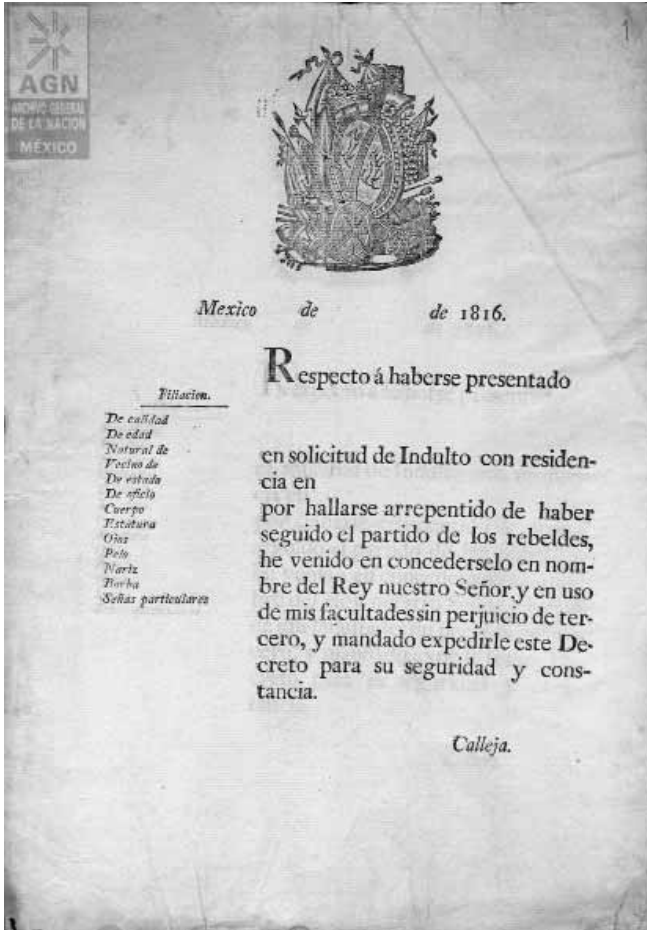 AGN
ARCHIVO GENERAL
DE LA NACION
MÉXICO
1
Mexico de de 1816.
Respecto á haberse presentado
Filiacion.
De calidad
De edad
Natural de
Vecino de
De estado
De oficio
Cuerpo
Estatura
Ojos
Pelo
Nariz
Barba
Señas particulares
en solicitud de Indulto con residen-
cia en
por hallarse arrepentido de haber
seguido el partido de los rebeldes,
he venido en concederselo en nom-
bre del Rey nuestro Señor, y en uso
de mis facultades sin perjuicio de ter-
cero, y mandado expedirle este De-
creto para su seguridad y cons-
tancia.
Calleja.